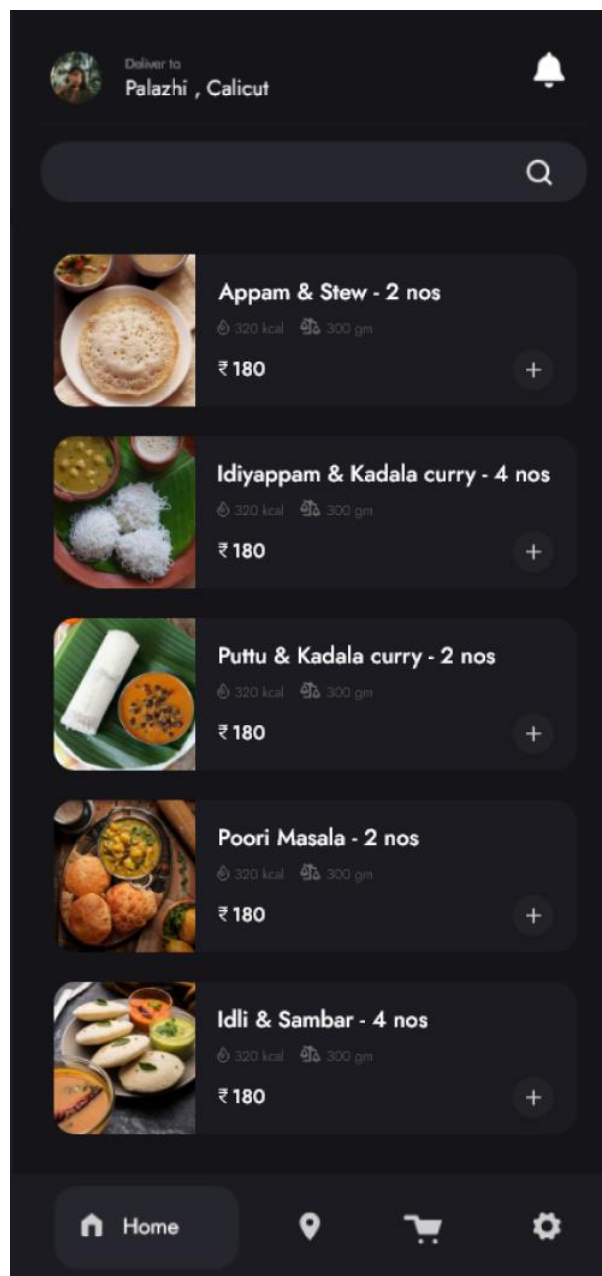 Deliver to
Palazhi , Calicut
Appam & Stew - 2 nos
320 kcal 300 gm
₹ 180
+
Idiyappam & Kadala curry - 4 nos
320 kcal 300 gm
₹ 180
+
Puttu & Kadala curry - 2 nos
320 kcal 300 gm
₹ 180
+
Poori Masala - 2 nos
320 kcal 300 gm
₹ 180
+
Idli & Sambar - 4 nos
320 kcal 300 gm
₹ 180
+
Home